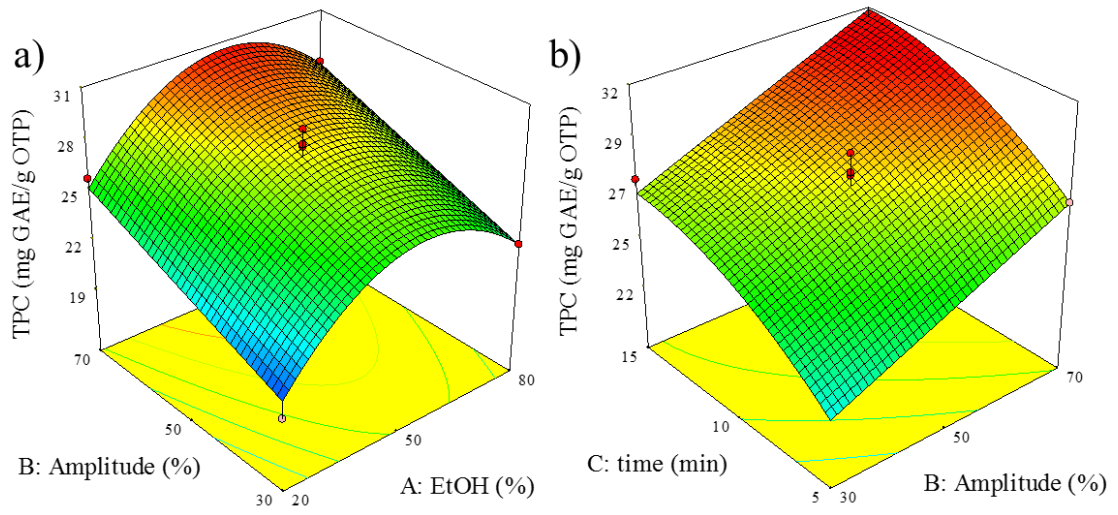 a)
31
28
25
22
19
TPC (mg GAE/g OTP)
70
50
30
B: Amplitude (%)
20
50
80
A: EtOH (%)
b)
32
29
27
25
22
TPC (mg GAE/g OTP)
15
10
5
C: time (min)
30
50
70
B: Amplitude (%)